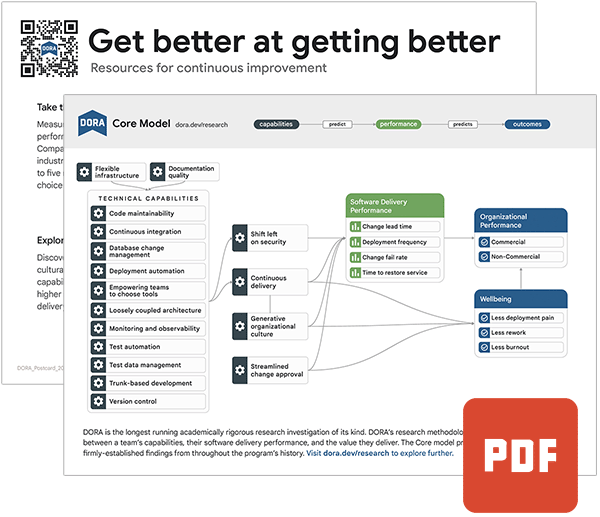 DORA
Get better at getting better
Resources for continuous improvement
Take t
Measu
perform
Compa
industr
to five
choice
Explor
Discov
cultura
capabi
higher
deliver
DORA_Postcard_20
DORA
Core Model dora.dev/research
capabilities
predict
performance
predicts
outcomes
Flexible
infrastructure
Documentation
quality
TECHNICAL CAPABILITIES
Code maintainability
Continuous integration
Database change
management
Deployment automation
Empowering teams
to choose tools
Loosely coupled architecture
Monitoring and observability
Test automation
Test data management
Trunk-based development
Version control
Shift left
on security
Continuous
delivery
Generative
organizational
culture
Streamlined
change approval
Software Delivery
Performance
Change lead time
Deployment frequency
Change fail rate
Time to restore service
Organizational
Performance
Commercial
Non-Commercial
Wellbeing
Less deployment pain
Less rework
Less burnout
DORA is the longest running academically rigorous research investigation of its kind. DORA's research methodolo
between a team's capabilities, their software delivery performance, and the value they deliver. The Core model pr
firmly-established findings from throughout the program's history. Visit dora.dev/research to explore further.
PDF